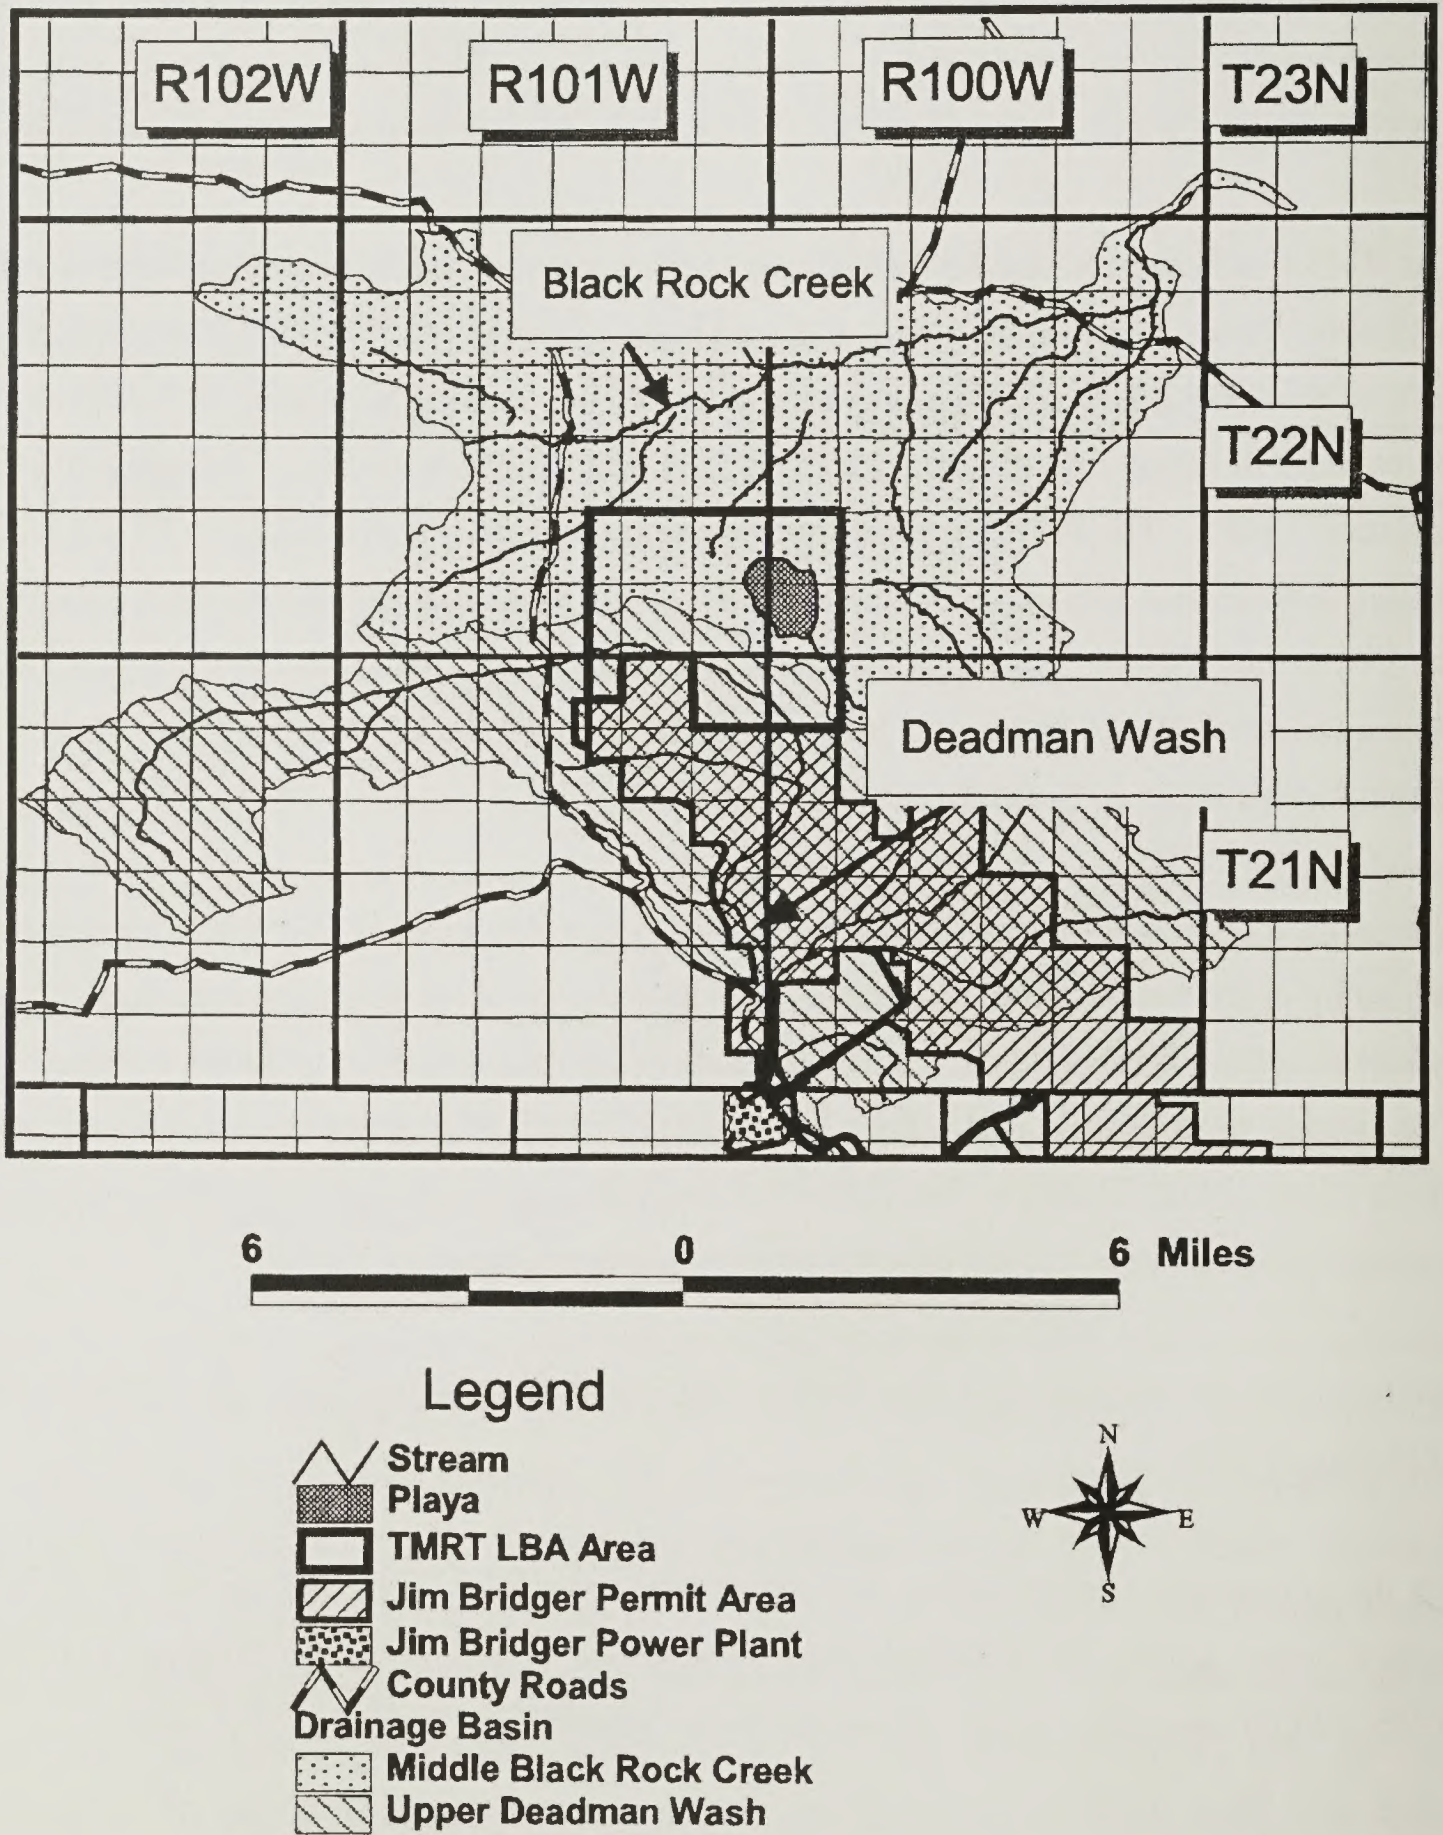 R102W R101W R100W T23N
Black Rock Creek
T22N
Deadman Wash
T21N
6 0 6 Miles
Legend
Stream
Playa
TMRT LBA Area
Jim Bridger Permit Area
Jim Bridger Power Plant
County Roads
Drainage Basin
Middle Black Rock Creek
Upper Deadman Wash
N
W E
S